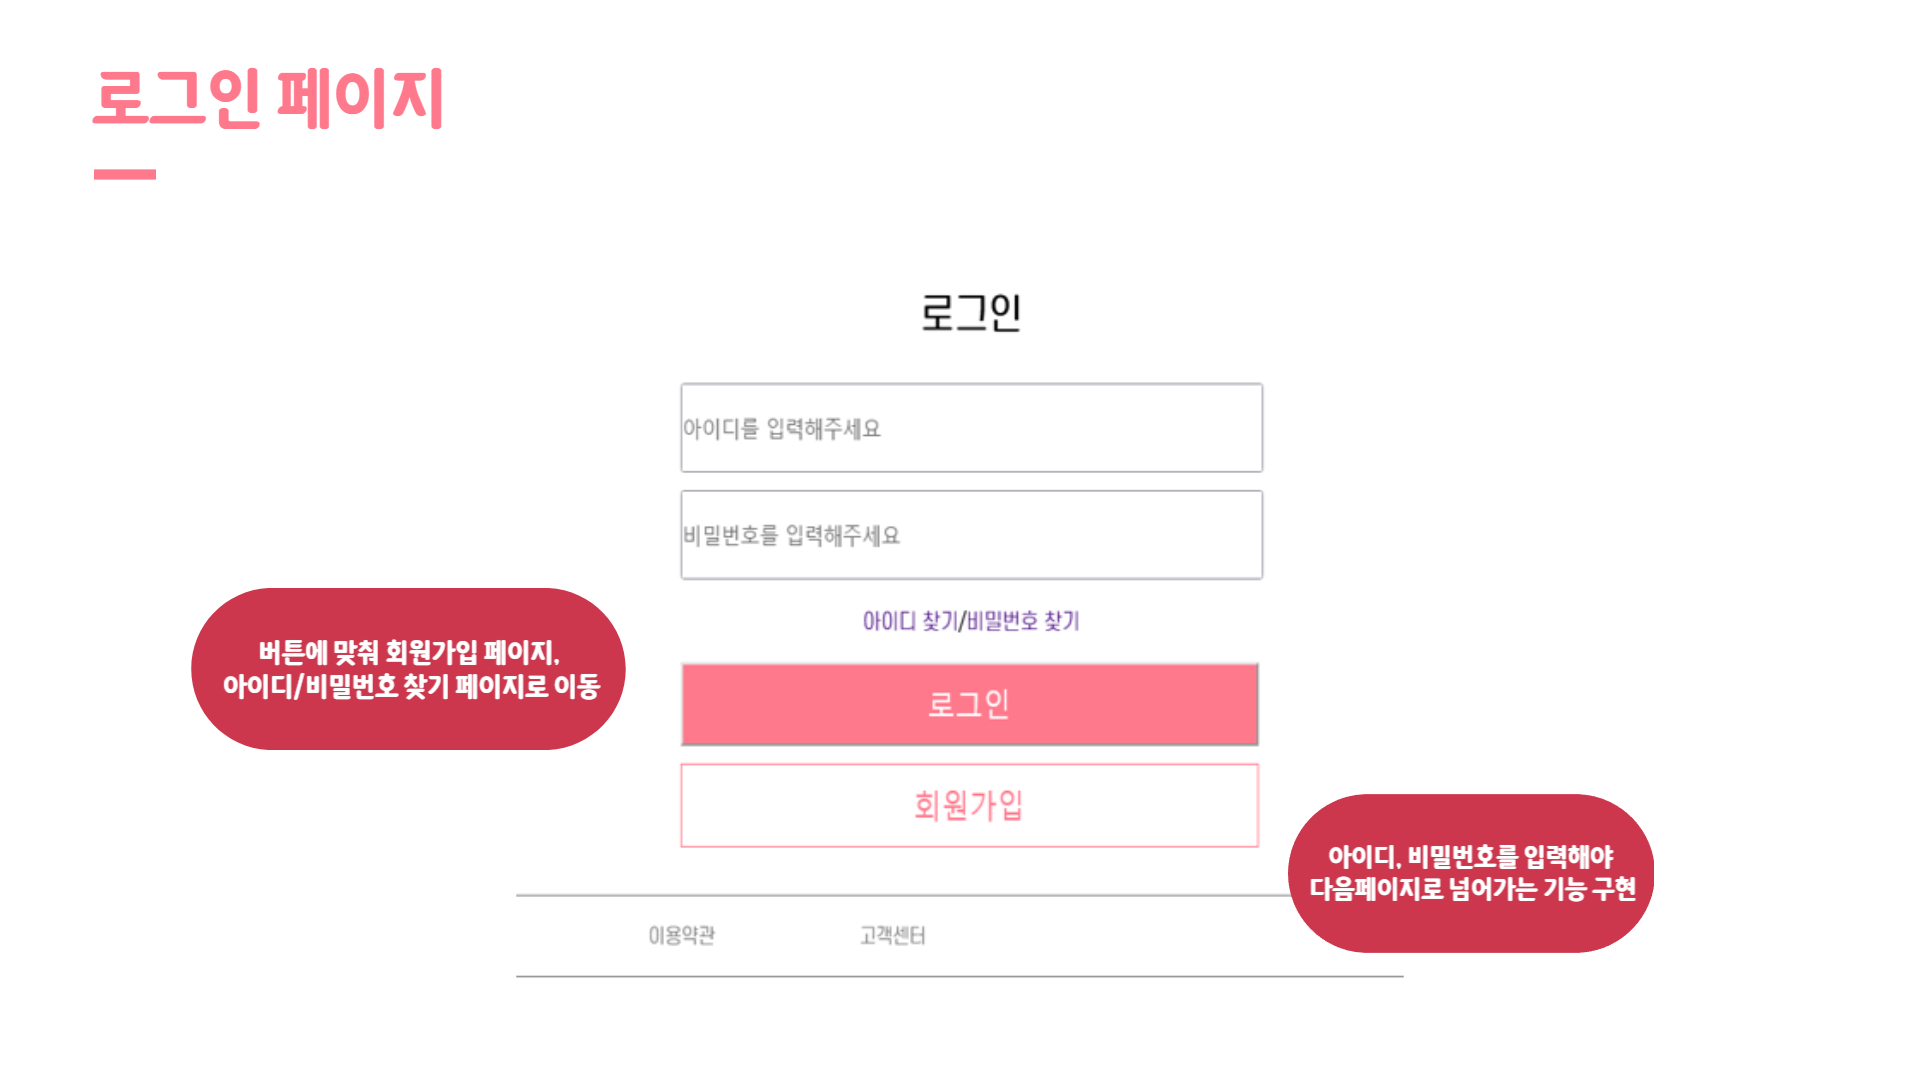 로그인 페이지
로그인
아이디를 입력해주세요
비밀번호를 입력해주세요
아이디 찾기/비밀번호 찾기
버튼에 맞춰 회원가입 페이지,
아이디/비밀번호 찾기 페이지로 이동
로그인
회원가입
아이디, 비밀번호를 입력해야
다음페이지로 넘어가는 기능 구현
이용약관 고객센터